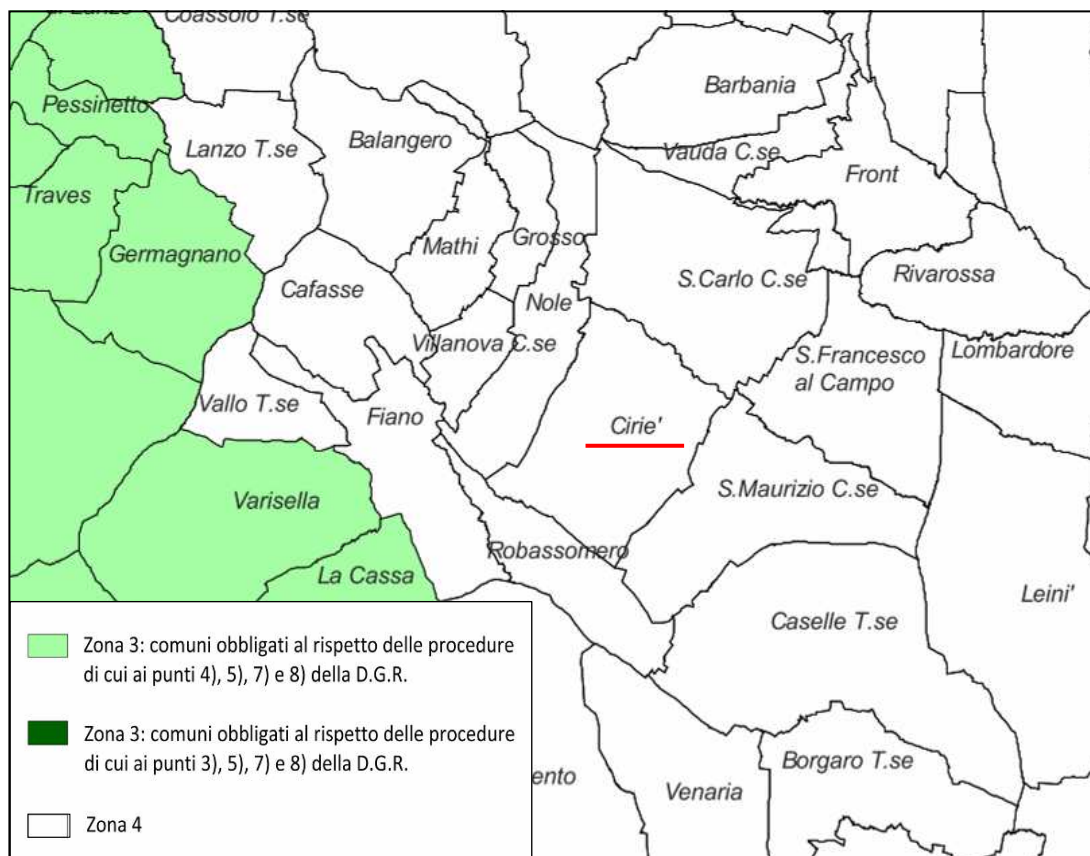 Coassolo T.se
Barbania
Pessinetto
Balangero
Lanzo T.se
Vauda C.se
Front
Traves
Grosso
Mathi
Germagnano
Rivarossa
S.Carlo C.se
Cafasse
Nole
Villanova C.se
S.Francesco
al Campo
Lombardore
Vallo T.se
Fiano
Cirie'
S.Maurizio C.se
Varisella
Robassomero
La Cassa
Leini'
Caselle T.se
Zona 3: comuni obbligati al rispetto delle procedure
di cui ai punti 4), 5), 7) e 8) della D.G.R.
Zona 3: comuni obbligati al rispetto delle procedure
di cui ai punti 3), 5), 7) e 8) della D.G.R.
Zona 4
ento
Venaria
Borgaro T.se